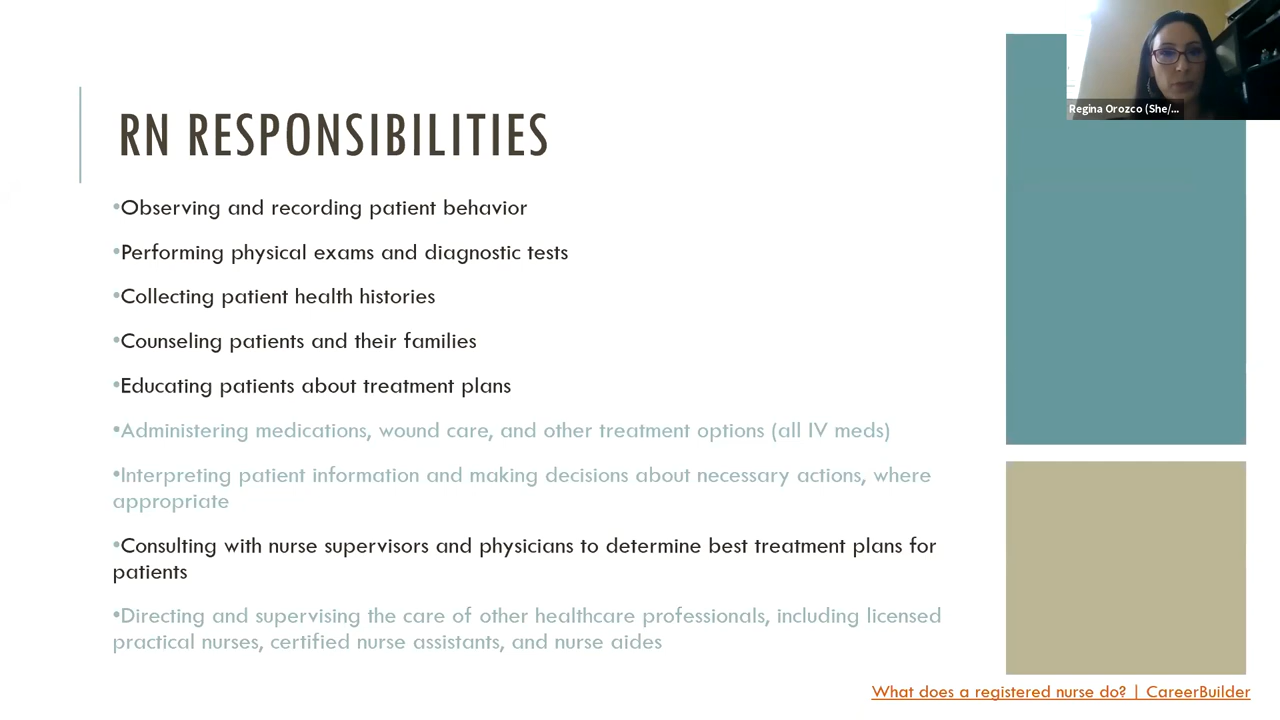 Regina Orozco (She/...
RN RESPONSIBILITIES
•Observing and recording patient behavior
•Performing physical exams and diagnostic tests
•Collecting patient health histories
•Counseling patients and their families
•Educating patients about treatment plans
•Administering medications, wound care, and other treatment options (all IV meds)
•Interpreting patient information and making decisions about necessary actions, where
appropriate
•Consulting with nurse supervisors and physicians to determine best treatment plans for
patients
•Directing and supervising the care of other healthcare professionals, including licensed
practical nurses, certified nurse assistants, and nurse aides
What does a registered nurse do? | CareerBuilder